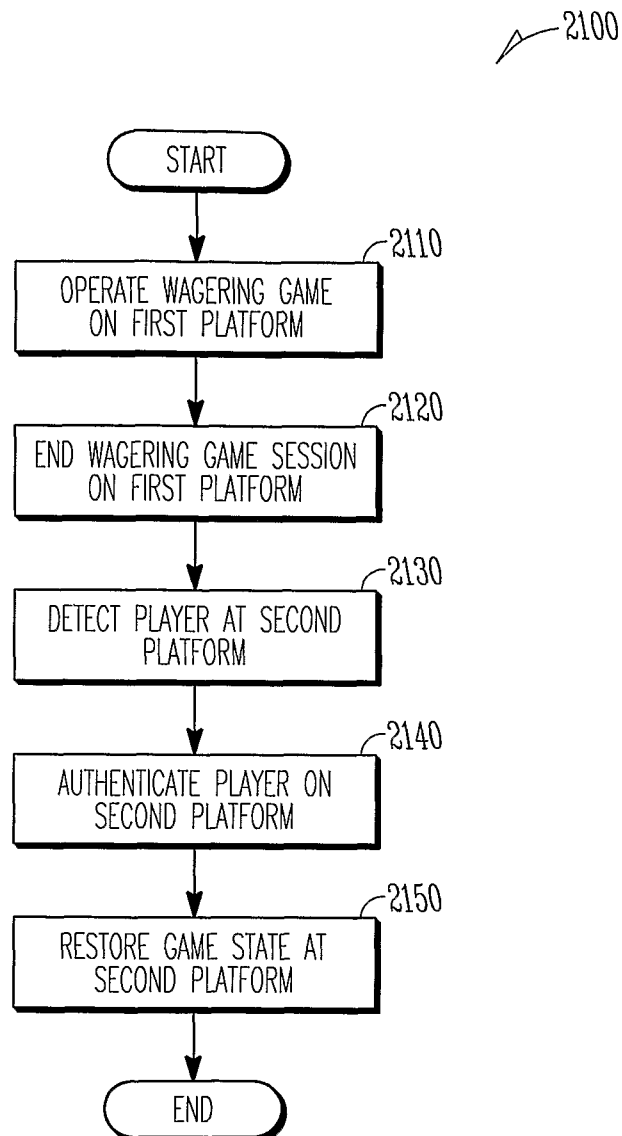 2100
START
2110
OPERATE WAGERING GAME
ON FIRST PLATFORM
2120
END WAGERING GAME SESSION
ON FIRST PLATFORM
2130
DETECT PLAYER AT SECOND
PLATFORM
2140
AUTHENTICATE PLAYER ON
SECOND PLATFORM
2150
RESTORE GAME STATE AT
SECOND PLATFORM
END